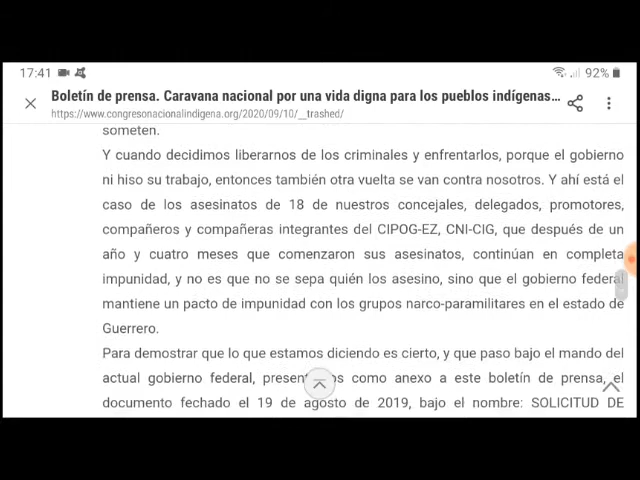 17:41 92%
Boletín de prensa. Caravana nacional por una vida digna para los pueblos indígenas...
https://www.congresonacionalindigena.org/2020/09/10/__trashed/
someten.
Y cuando decidimos liberarnos de los criminales y enfrentarlos, porque el gobierno
ni hiso su trabajo, entonces también otra vuelta se van contra nosotros. Y ahí está el
caso de los asesinatos de 18 de nuestros concejales, delegados, promotores,
compañeros y compañeras integrantes del CIPOG-EZ, CNI-CIG, que después de un
año y cuatro meses que comenzaron sus asesinatos, continúan en completa
impunidad, y no es que no se sepa quién los asesino, sino que el gobierno federal
mantiene un pacto de impunidad con los grupos narco-paramilitares en el estado de
Guerrero.
Para demostrar que lo que estamos diciendo es cierto, y que paso bajo el mando del
actual gobierno federal, como anexo a este boletín de prensa, el
documento fechado el 19 de agosto de 2019, bajo el nombre: SOLICITUD DE